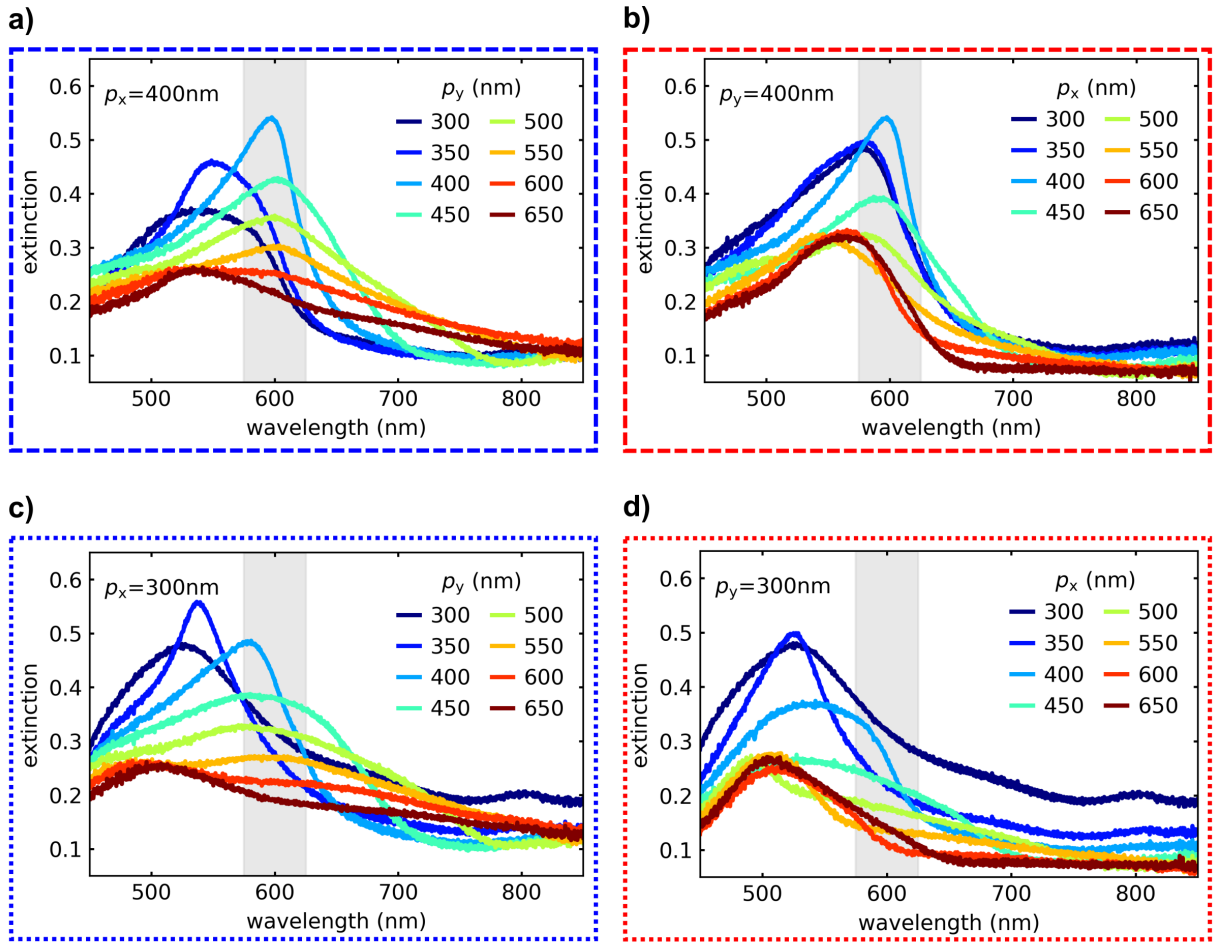 a)
p_x=400nm
p_y (nm)
300 500
350 550
400 600
450 650
0.6
0.5
0.4
0.3
0.2
0.1
extinction
500 600 700 800
wavelength (nm)
b)
p_y=400nm
p_x (nm)
300 500
350 550
400 600
450 650
0.6
0.5
0.4
0.3
0.2
0.1
extinction
500 600 700 800
wavelength (nm)
c)
p_x=300nm
p_y (nm)
300 500
350 550
400 600
450 650
0.6
0.5
0.4
0.3
0.2
0.1
extinction
500 600 700 800
wavelength (nm)
d)
p_y=300nm
p_x (nm)
300 500
350 550
400 600
450 650
0.6
0.5
0.4
0.3
0.2
0.1
extinction
500 600 700 800
wavelength (nm)